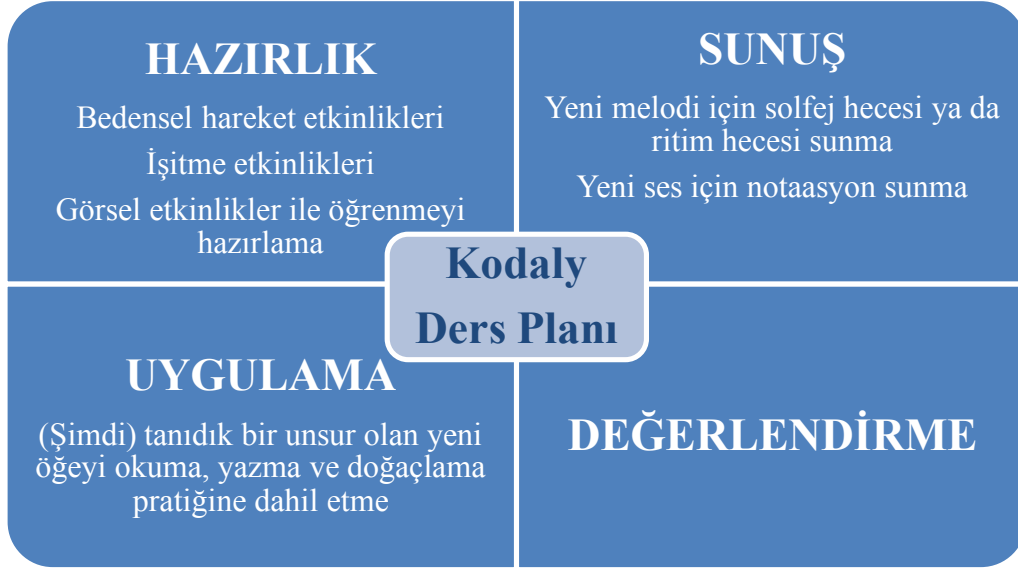 HAZIRLIK
Bedensel hareket etkinlikleri
İşitme etkinlikleri
Görsel etkinlikler ile öğrenmeyi
hazırlama
SUNUŞ
Yeni melodi için solfej hecesi ya da
ritim hecesi sunma
Yeni ses için notaasyon sunma
Kodaly
Ders Planı
UYGULAMA
(Şimdi) tanıdık bir unsur olan yeni
öğeyi okuma, yazma ve doğaçlama
pratiğine dahil etme
DEĞERLENDİRME